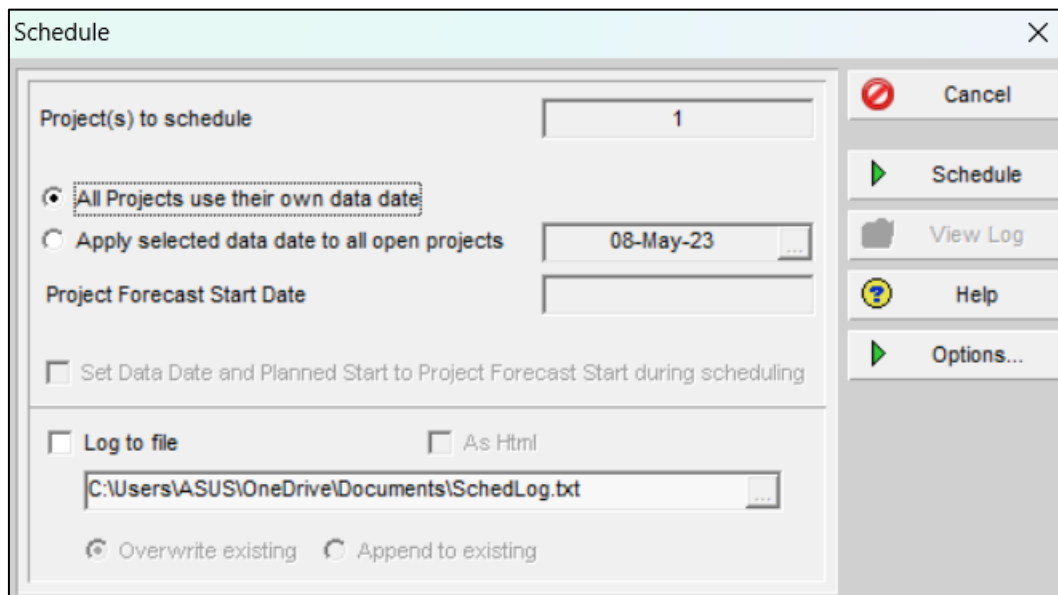 Schedule
Project(s) to schedule
1
All Projects use their own data date
Apply selected data date to all open projects
08-May-23
...
Project Forecast Start Date
Set Data Date and Planned Start to Project Forecast Start during scheduling
Log to file
As Html
C:\Users\ASUS\OneDrive\Documents\SchedLog.txt
...
Overwrite existing
Append to existing
Cancel
Schedule
View Log
Help
Options...